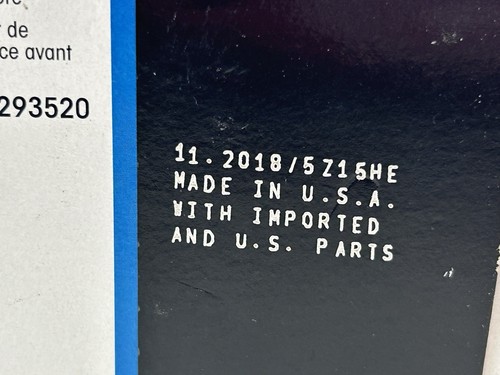 de
ce avant
293520
11.2018/5Z15HE
MADE IN U.S.A.
WITH IMPORTED
AND U.S. PARTS